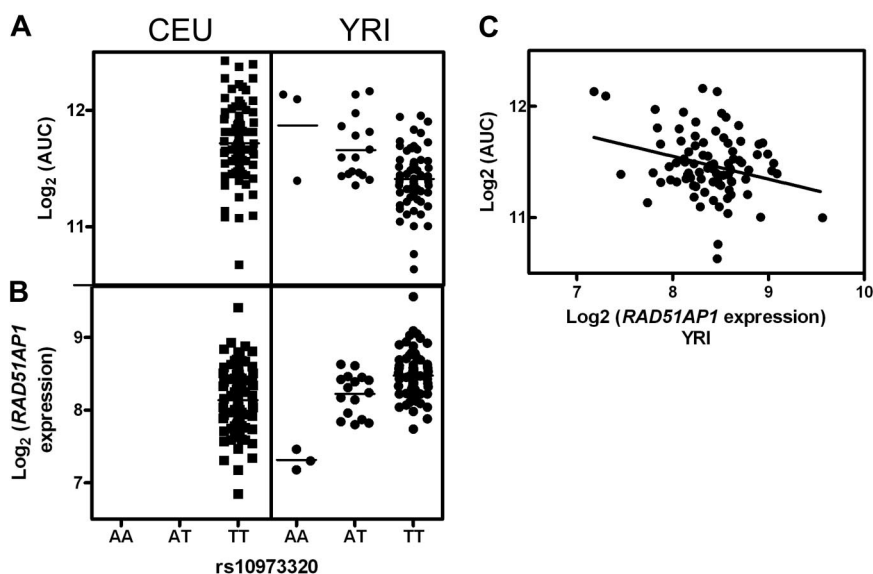 A
CEU YRI
Log2 (AUC)
12
11
B
Log2 (RAD51AP1
expression)
9
8
7
AA AT TT AA AT TT
rs10973320
C
Log2 (AUC)
12
11
7 8 9 10
Log2 (RAD51AP1 expression)
YRI